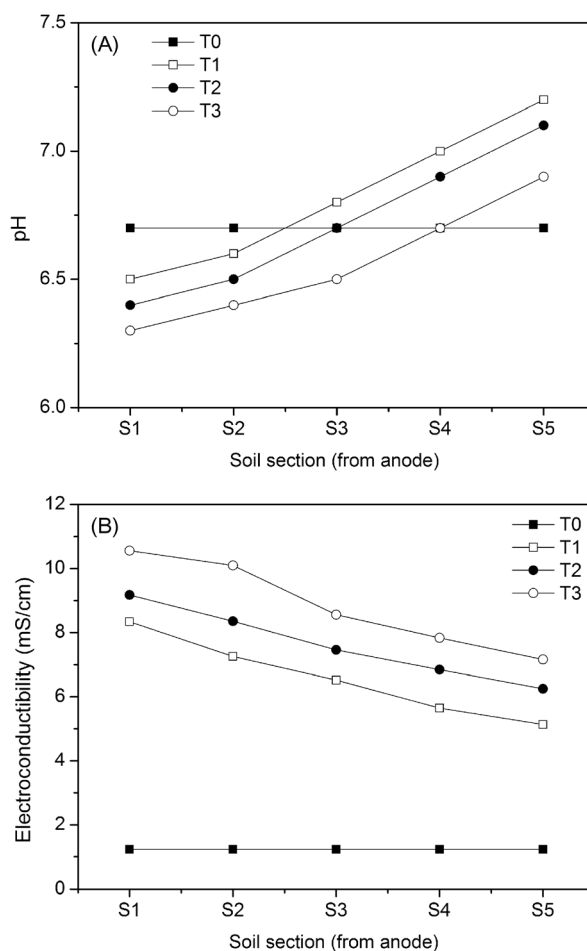 (A)
T0
T1
T2
T3
7.5
7.0
6.5
6.0
pH
S1 S2 S3 S4 S5
Soil section (from anode)
(B)
T0
T1
T2
T3
12
10
8
6
4
2
0
Electroconductibility (mS/cm)
S1 S2 S3 S4 S5
Soil section (from anode)